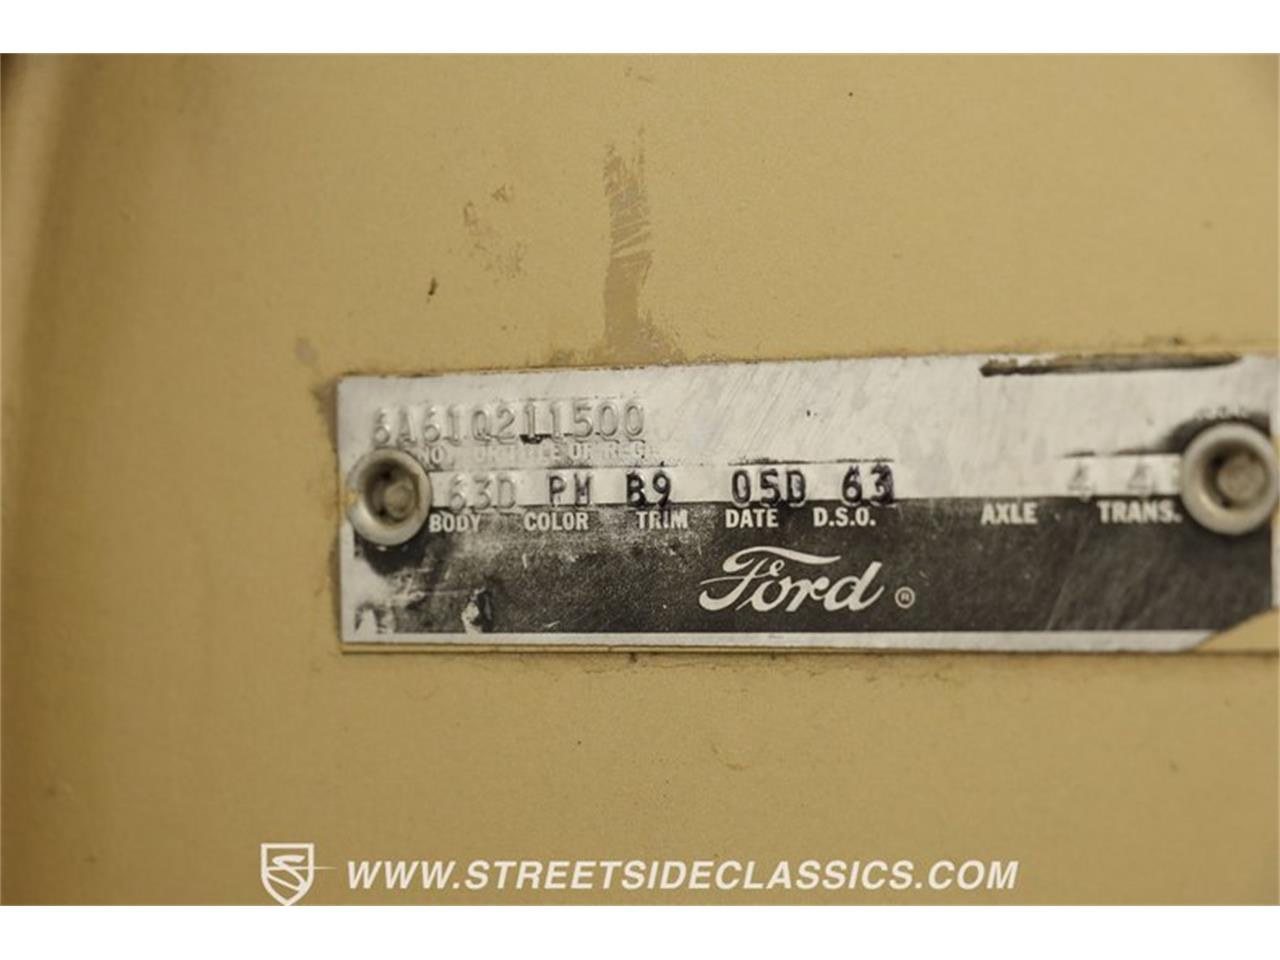 6A61Q211500
63D PM B9 05D 63 4 4
BODY COLOR TRIM DATE D.S.O. AXLE TRANS.
Ford ®
WWW.STREETSIDECLASSICS.COM